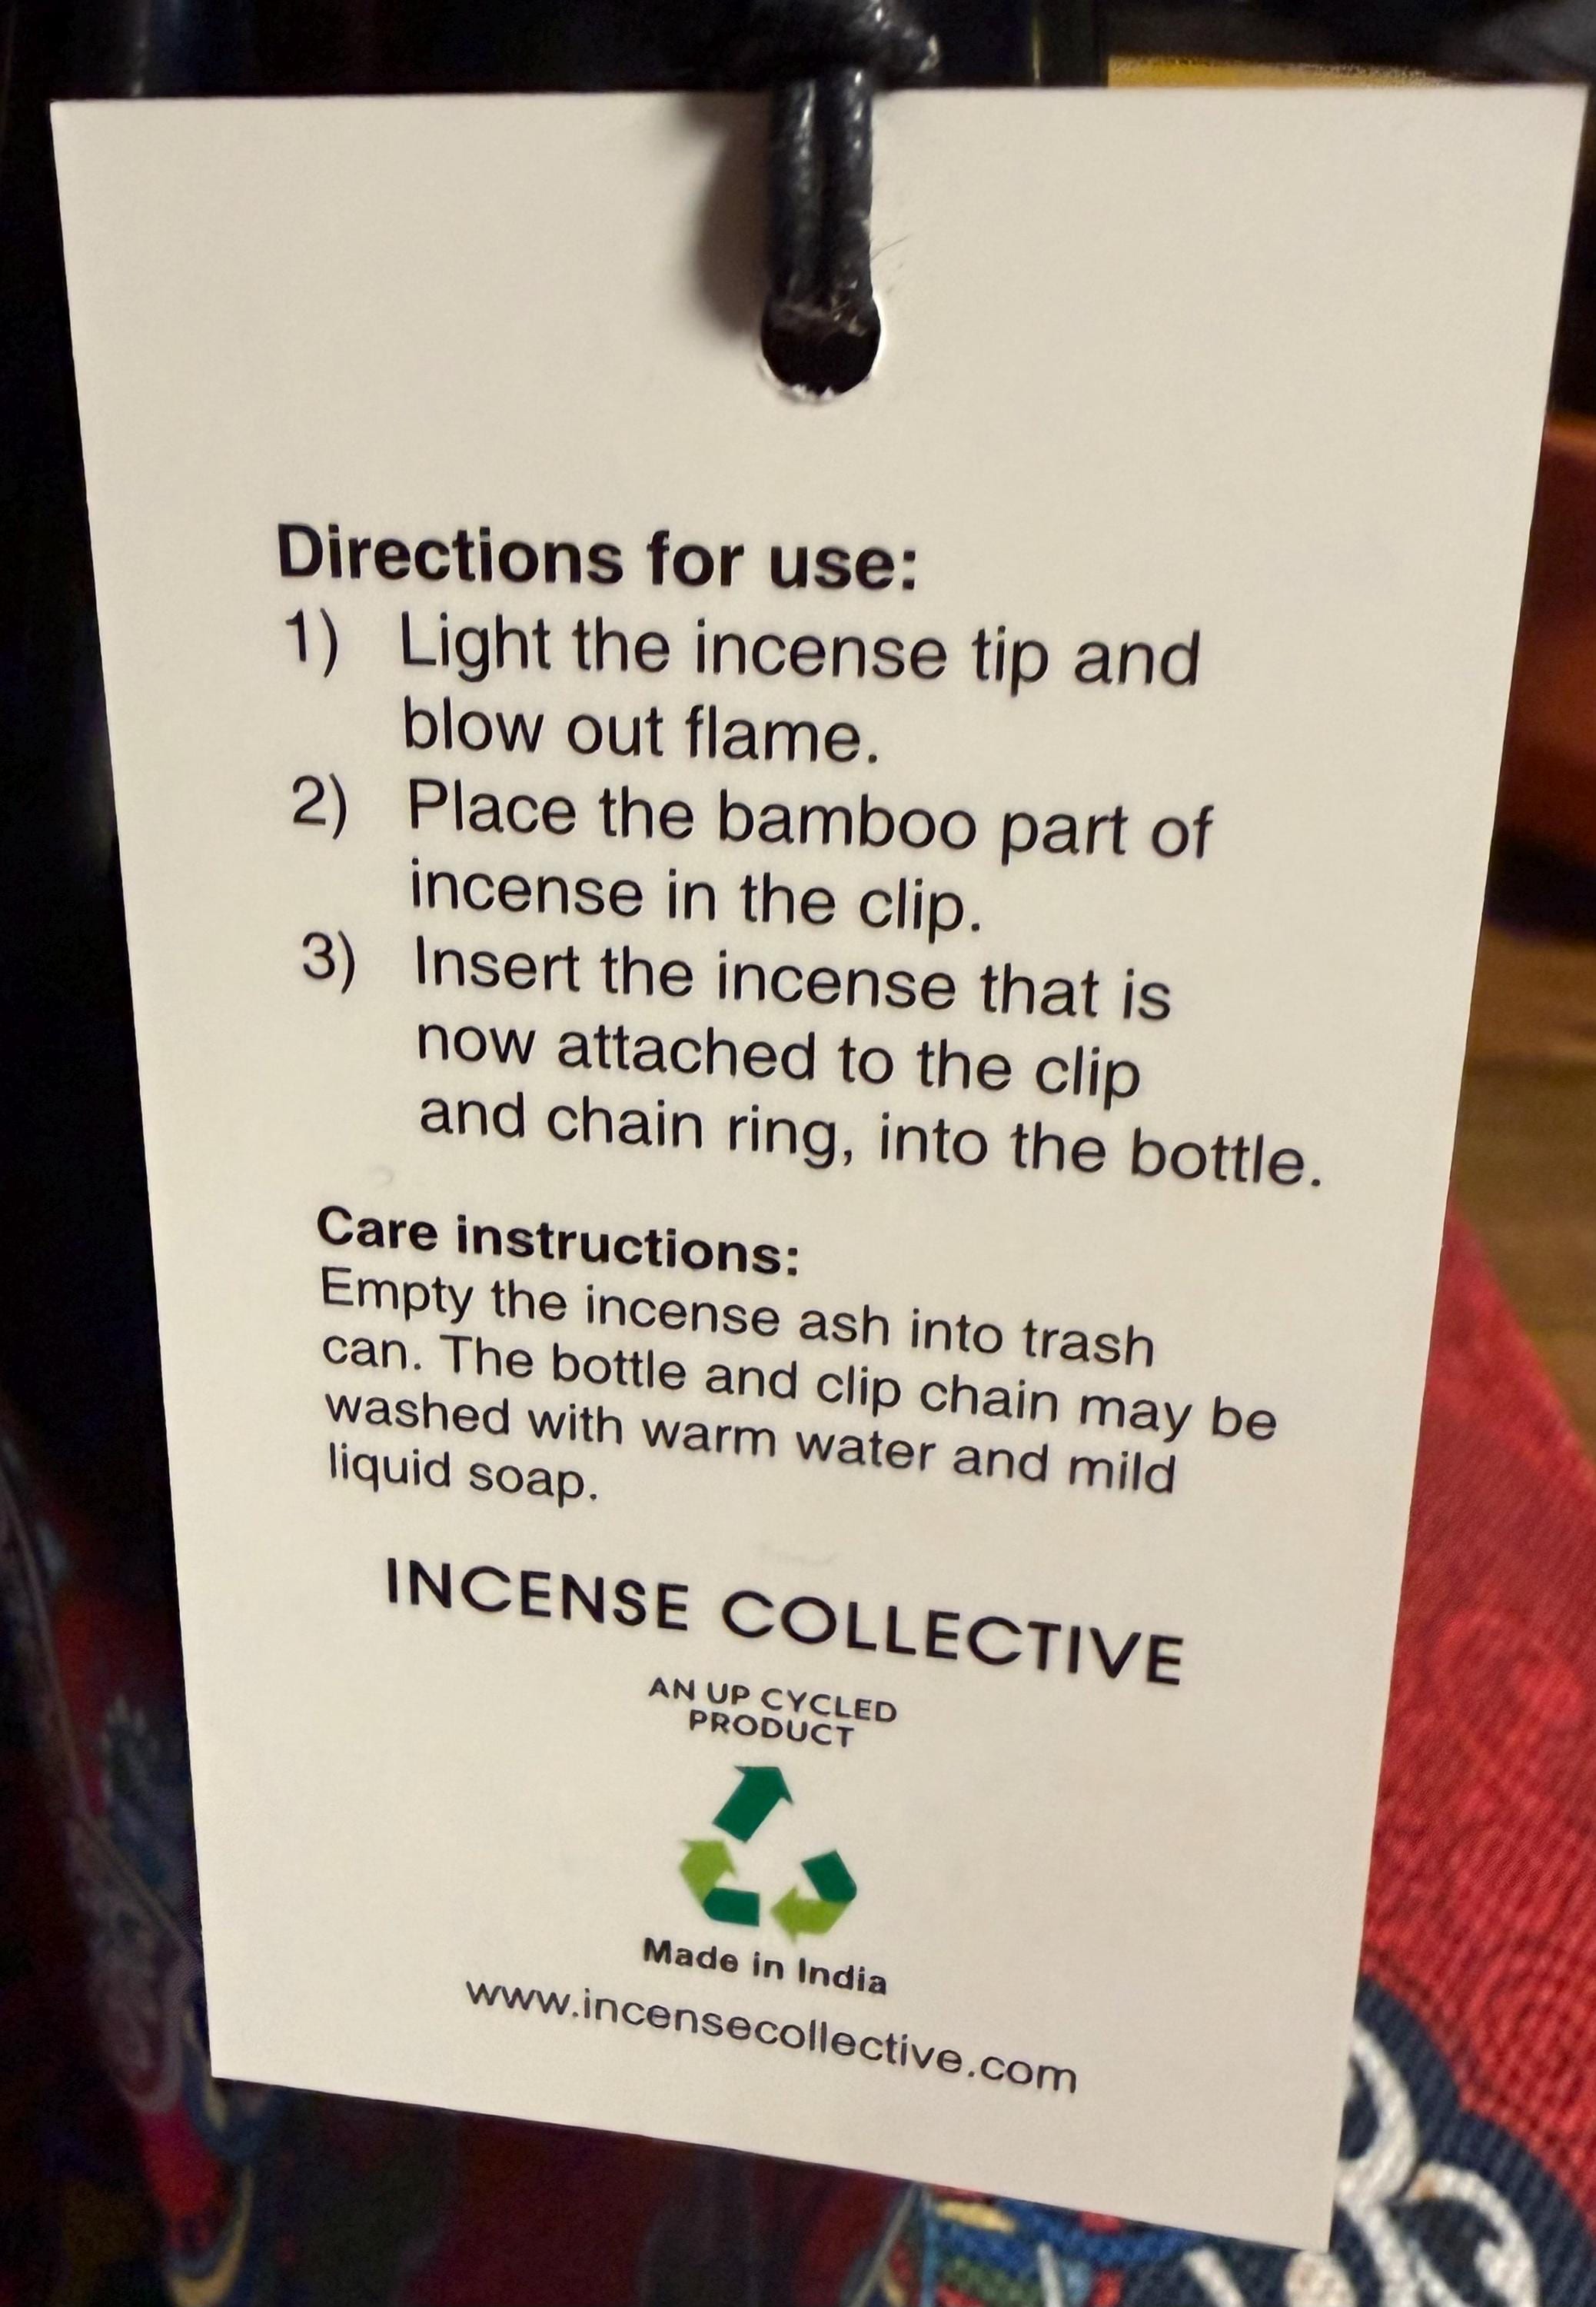 Directions for use:
1) Light the incense tip and
blow out flame.
2) Place the bamboo part of
incense in the clip.
3) Insert the incense that is
now attached to the clip
and chain ring, into the bottle.
Care instructions:
Empty the incense ash into trash
can. The bottle and clip chain may be
washed with warm water and mild
liquid soap.
INCENSE COLLECTIVE
AN UP CYCLED
PRODUCT
Made in India
www.incensecollective.com